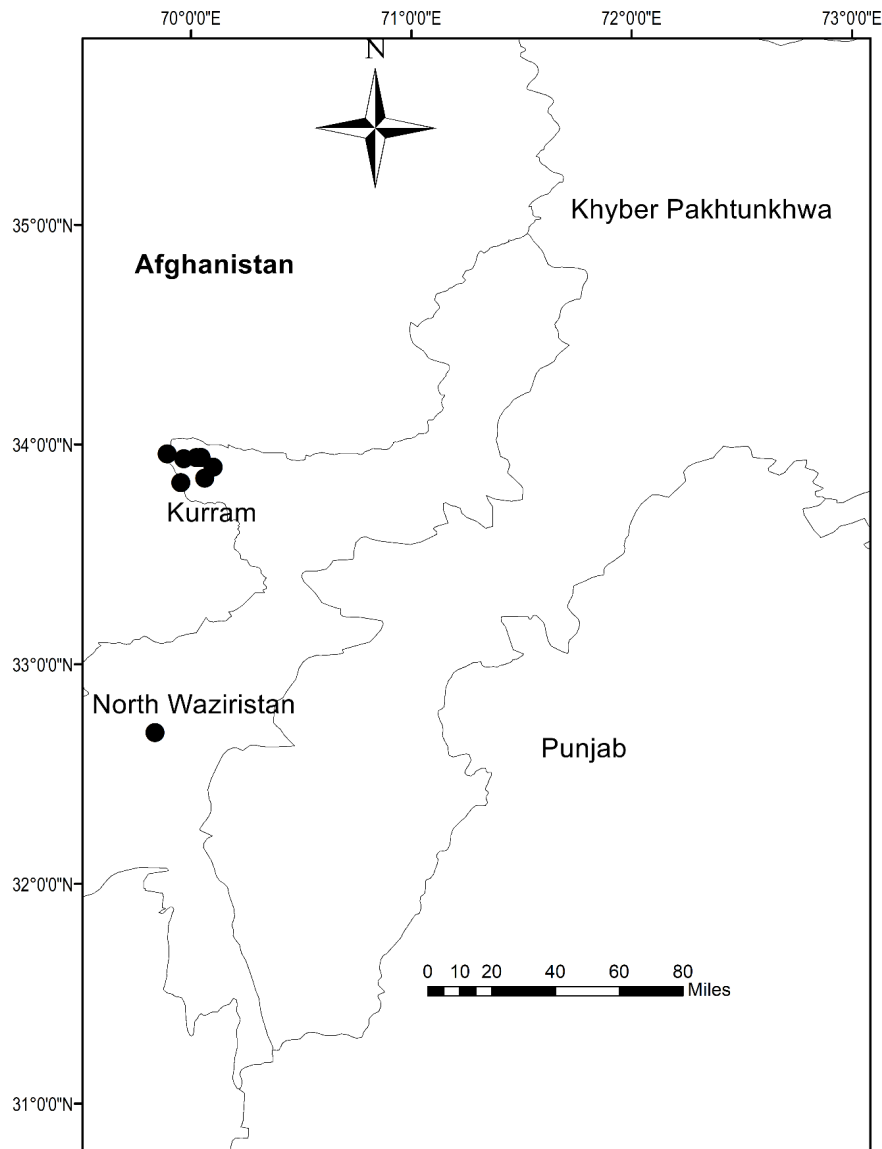 70°0'0"E 71°0'0"E 72°0'0"E 73°0'0"E
N
Khyber Pakhtunkhwa
35°0'0"N
Afghanistan
34°0'0"N
Kurram
33°0'0"N
North Waziristan
Punjab
32°0'0"N
0 10 20 40 60 80
Miles
31°0'0"N